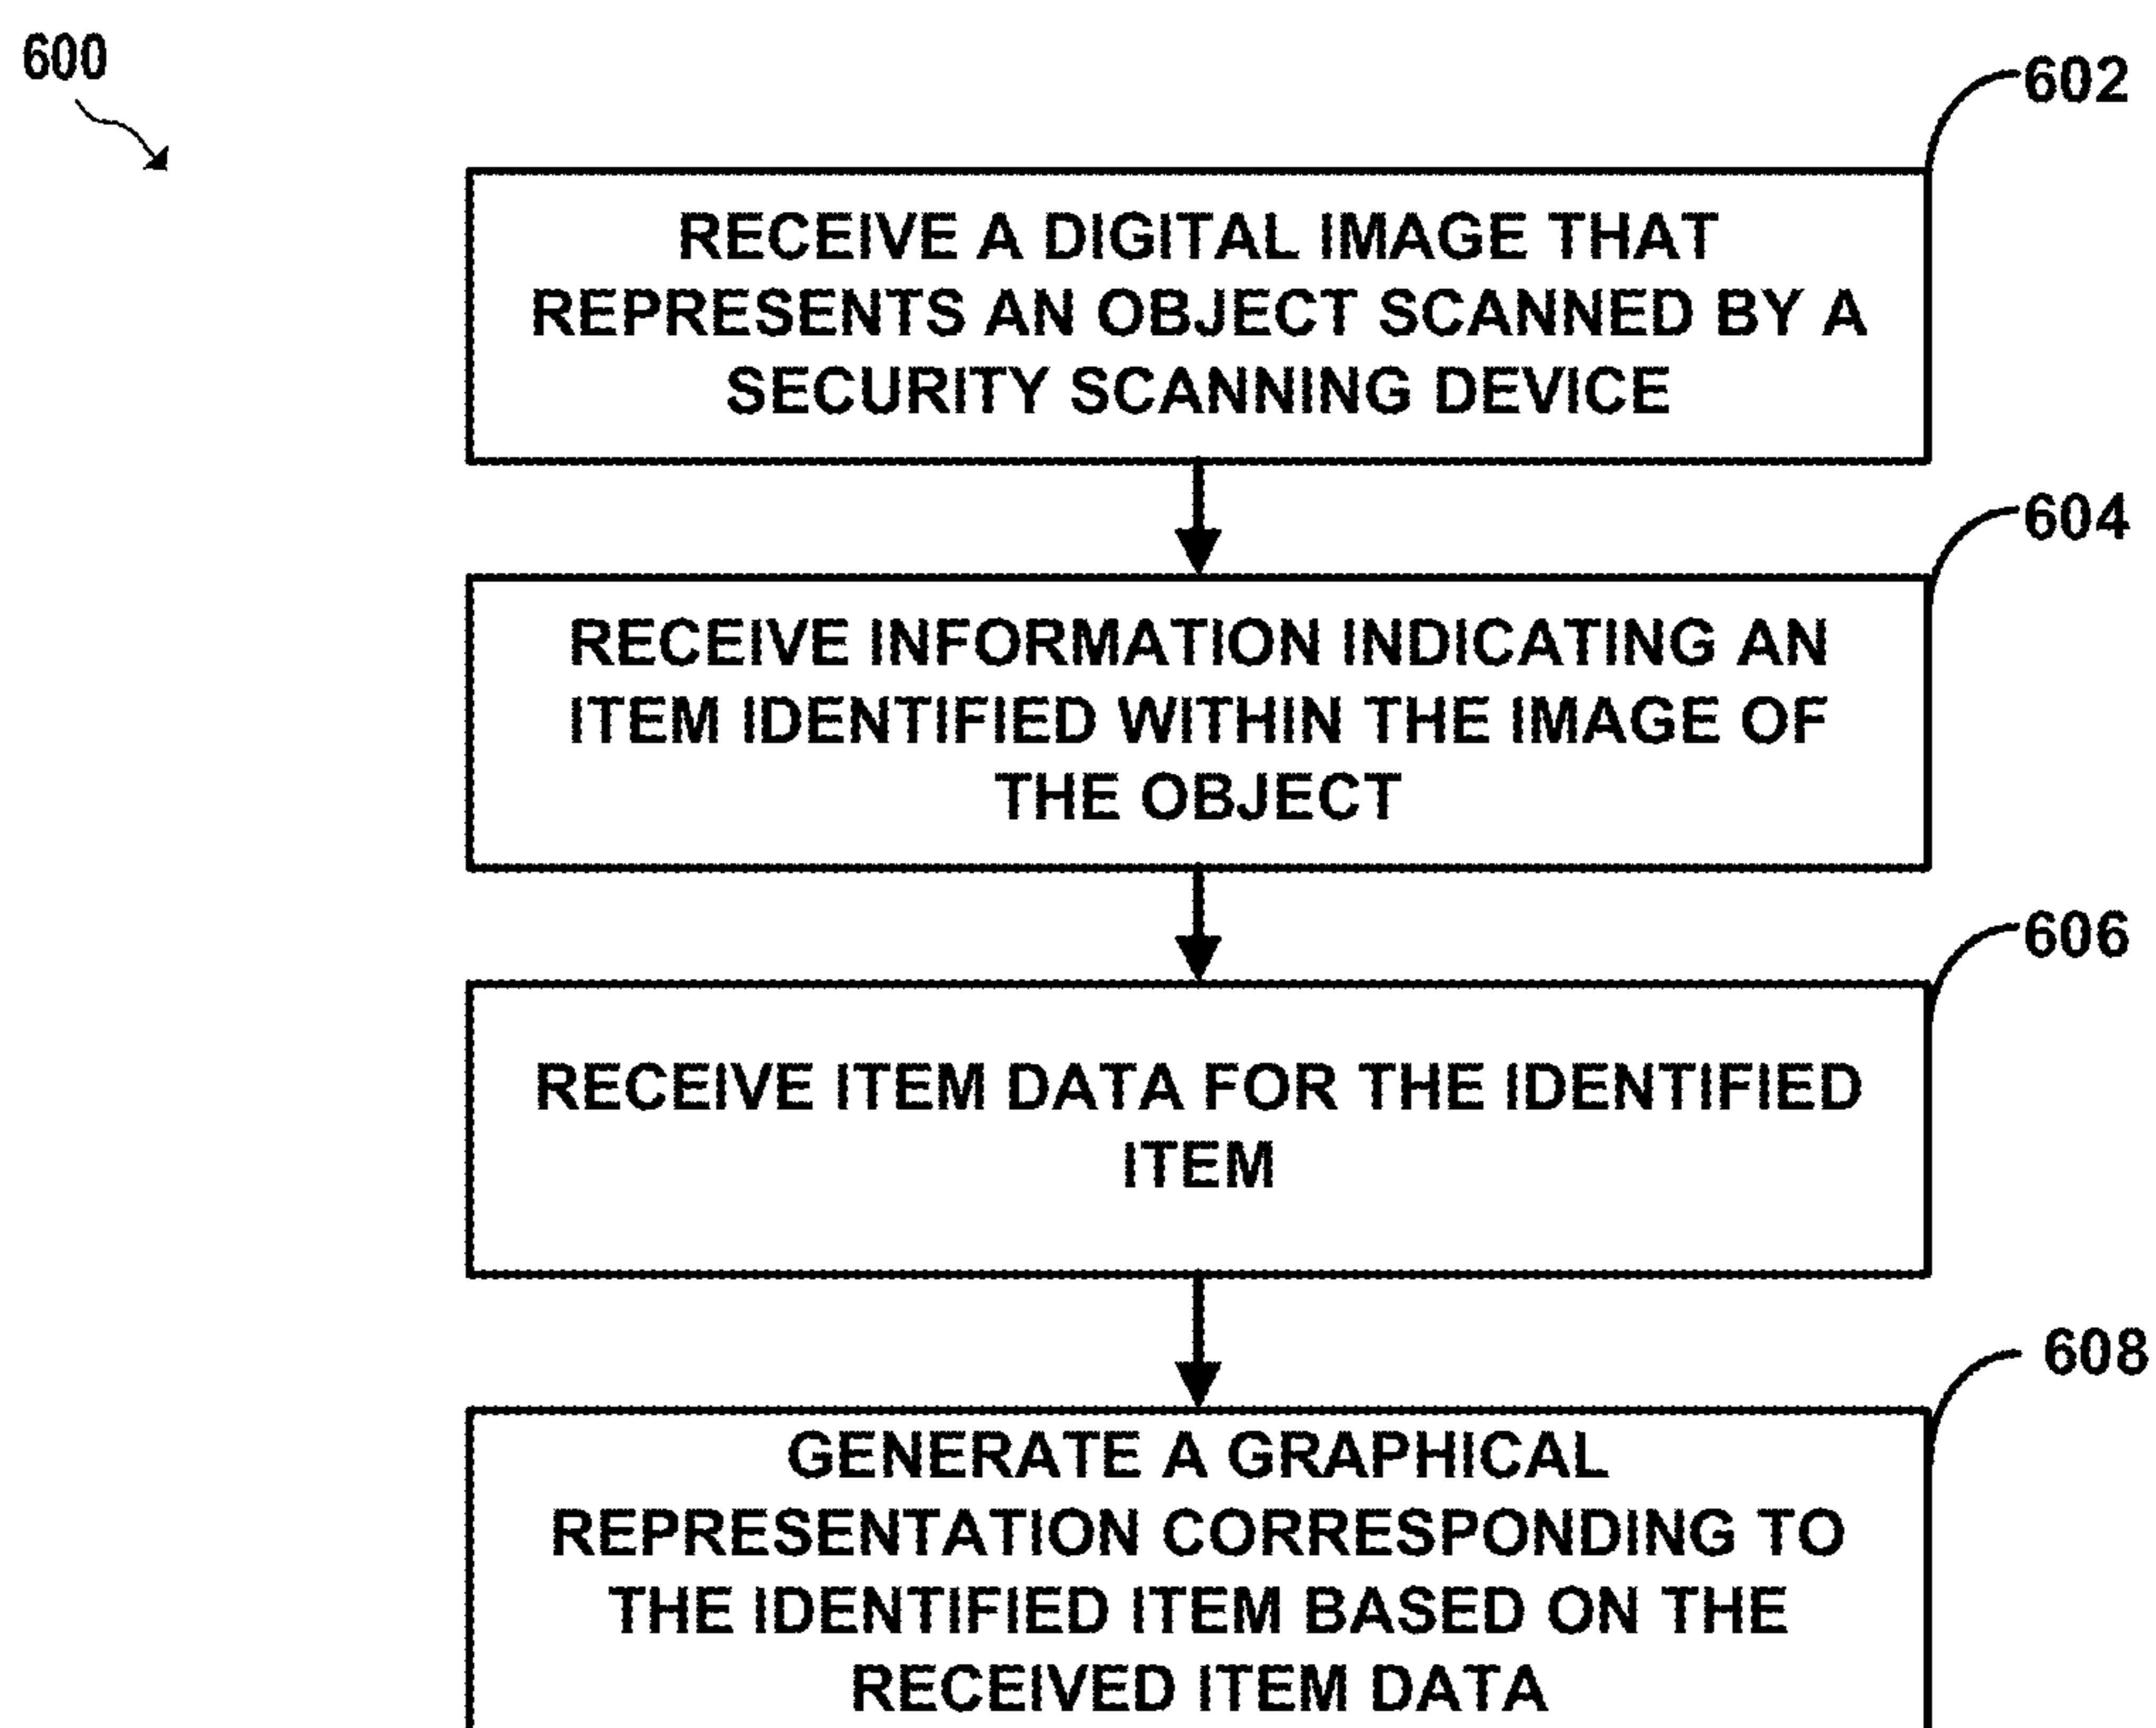 600
602
RECEIVE A DIGITAL IMAGE THAT
REPRESENTS AN OBJECT SCANNED BY A
SECURITY SCANNING DEVICE
604
RECEIVE INFORMATION INDICATING AN
ITEM IDENTIFIED WITHIN THE IMAGE OF
THE OBJECT
606
RECEIVE ITEM DATA FOR THE IDENTIFIED
ITEM
608
GENERATE A GRAPHICAL
REPRESENTATION CORRESPONDING TO
THE IDENTIFIED ITEM BASED ON THE
RECEIVED ITEM DATA